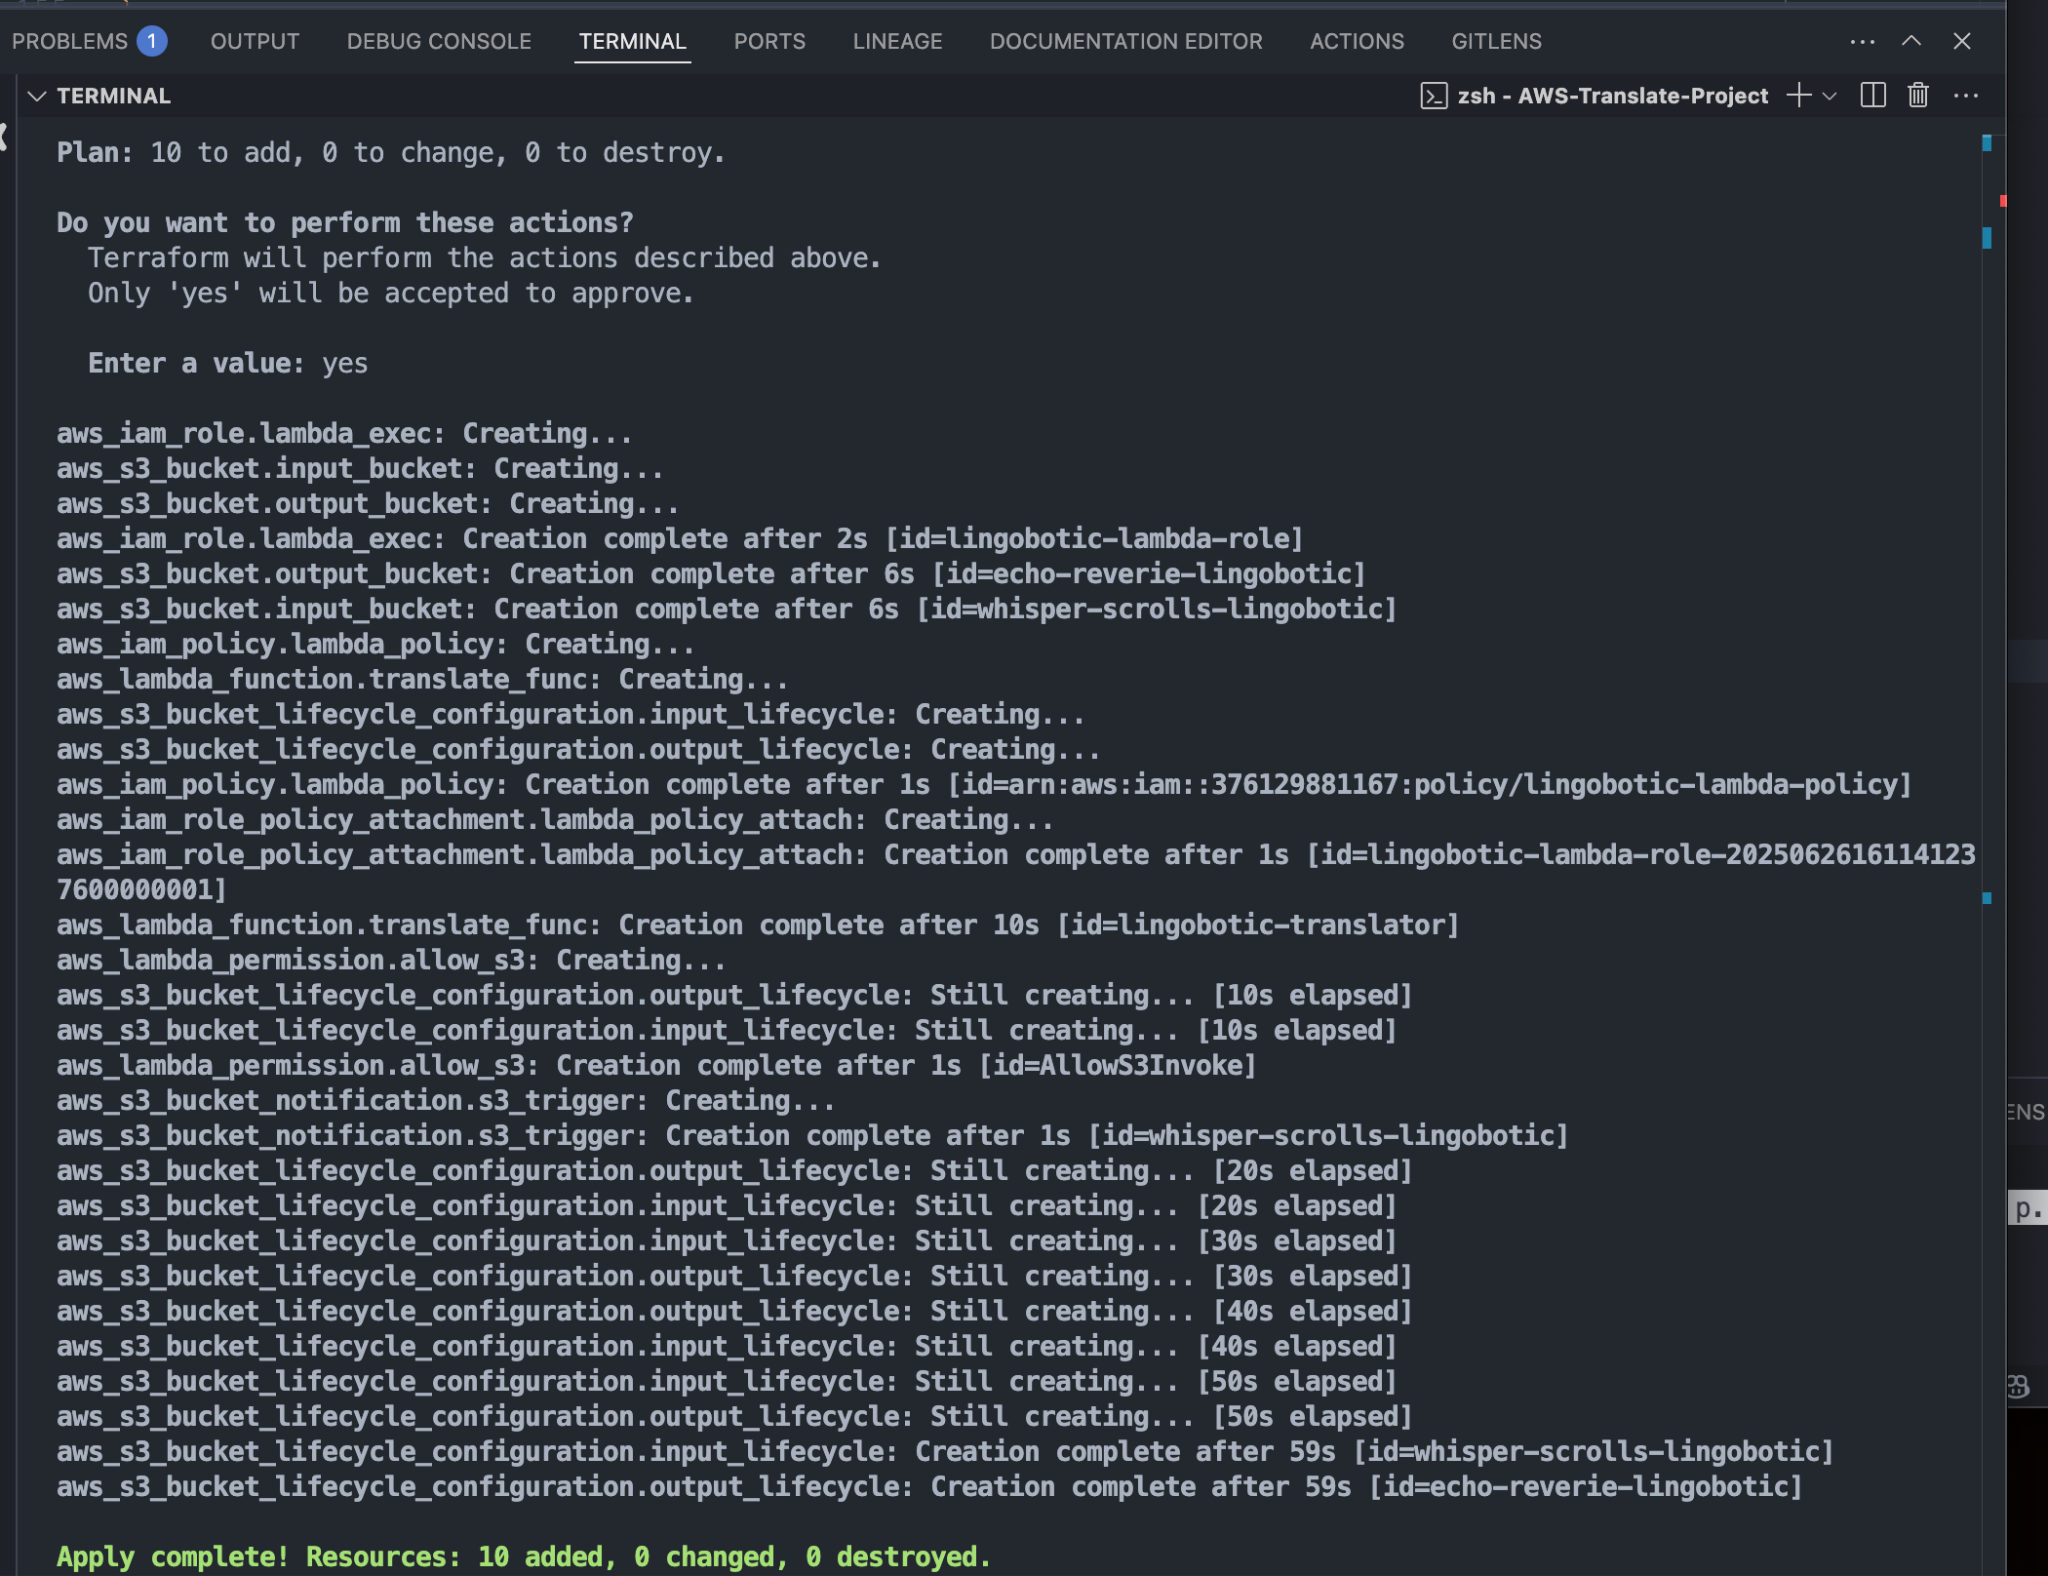 PROBLEMS 1 OUTPUT DEBUG CONSOLE TERMINAL PORTS LINEAGE DOCUMENTATION EDITOR ACTIONS GITLENS
TERMINAL zsh - AWS-Translate-Project
Plan: 10 to add, 0 to change, 0 to destroy.
Do you want to perform these actions?
Terraform will perform the actions described above.
Only 'yes' will be accepted to approve.
Enter a value: yes
aws_iam_role.lambda_exec: Creating...
aws_s3_bucket.input_bucket: Creating...
aws_s3_bucket.output_bucket: Creating...
aws_iam_role.lambda_exec: Creation complete after 2s [id=lingobotic-lambda-role]
aws_s3_bucket.output_bucket: Creation complete after 6s [id=echo-reverie-lingobotic]
aws_s3_bucket.input_bucket: Creation complete after 6s [id=whisper-scrolls-lingobotic]
aws_iam_policy.lambda_policy: Creating...
aws_lambda_function.translate_func: Creating...
aws_s3_bucket_lifecycle_configuration.input_lifecycle: Creating...
aws_s3_bucket_lifecycle_configuration.output_lifecycle: Creating...
aws_iam_policy.lambda_policy: Creation complete after 1s [id=arn:aws:iam::376129881167:policy/lingobotic-lambda-policy]
aws_iam_role_policy_attachment.lambda_policy_attach: Creating...
aws_iam_role_policy_attachment.lambda_policy_attach: Creation complete after 1s [id=lingobotic-lambda-role-2025062616114123
7600000001]
aws_lambda_function.translate_func: Creation complete after 10s [id=lingobotic-translator]
aws_lambda_permission.allow_s3: Creating...
aws_s3_bucket_lifecycle_configuration.output_lifecycle: Still creating... [10s elapsed]
aws_s3_bucket_lifecycle_configuration.input_lifecycle: Still creating... [10s elapsed]
aws_lambda_permission.allow_s3: Creation complete after 1s [id=AllowS3Invoke]
aws_s3_bucket_notification.s3_trigger: Creating...
aws_s3_bucket_notification.s3_trigger: Creation complete after 1s [id=whisper-scrolls-lingobotic]
aws_s3_bucket_lifecycle_configuration.output_lifecycle: Still creating... [20s elapsed]
aws_s3_bucket_lifecycle_configuration.input_lifecycle: Still creating... [20s elapsed]
aws_s3_bucket_lifecycle_configuration.input_lifecycle: Still creating... [30s elapsed]
aws_s3_bucket_lifecycle_configuration.output_lifecycle: Still creating... [30s elapsed]
aws_s3_bucket_lifecycle_configuration.output_lifecycle: Still creating... [40s elapsed]
aws_s3_bucket_lifecycle_configuration.input_lifecycle: Still creating... [40s elapsed]
aws_s3_bucket_lifecycle_configuration.input_lifecycle: Still creating... [50s elapsed]
aws_s3_bucket_lifecycle_configuration.output_lifecycle: Still creating... [50s elapsed]
aws_s3_bucket_lifecycle_configuration.input_lifecycle: Creation complete after 59s [id=whisper-scrolls-lingobotic]
aws_s3_bucket_lifecycle_configuration.output_lifecycle: Creation complete after 59s [id=echo-reverie-lingobotic]
Apply complete! Resources: 10 added, 0 changed, 0 destroyed.
ENS
p.